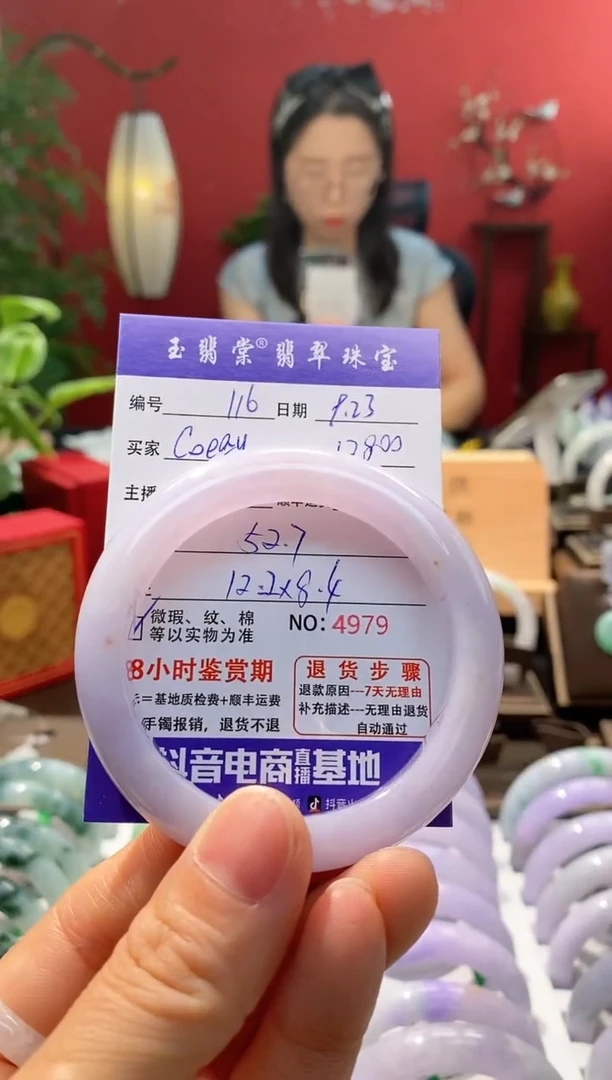 玉翡棠® 翡翠珠宝
编号 116 日期 9.23
买家 12800
主播
52.7
12.2x8.4
微瑕、纹、棉 NO: 4979
等以实物为准
8小时鉴赏期 退货步骤
=基地质检费+顺丰运费 退款原因---7天无理由
手镯报销，退货不退 补充描述---无理由退货
自动通过
抖音电商直播基地
抖音